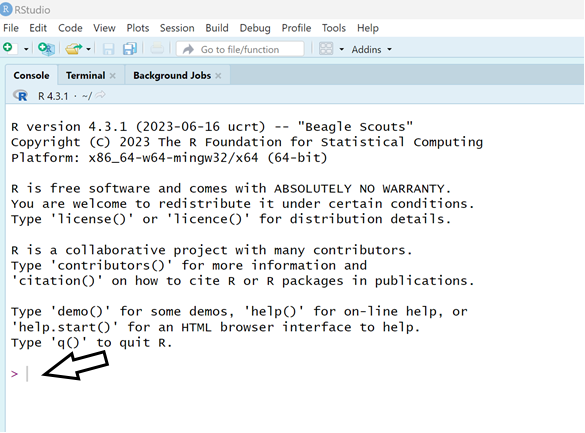 RStudio
File Edit Code View Plots Session Build Debug Profile Tools Help
Go to file/function Addins
Console Terminal Background Jobs
R R 4.3.1 · ~/
R version 4.3.1 (2023-06-16 ucrt) -- "Beagle Scouts"
Copyright (C) 2023 The R Foundation for Statistical Computing
Platform: x86_64-w64-mingw32/x64 (64-bit)
R is free software and comes with ABSOLUTELY NO WARRANTY.
You are welcome to redistribute it under certain conditions.
Type 'license()' or 'licence()' for distribution details.
R is a collaborative project with many contributors.
Type 'contributors()' for more information and
'citation()' on how to cite R or R packages in publications.
Type 'demo()' for some demos, 'help()' for on-line help, or
'help.start()' for an HTML browser interface to help.
Type 'q()' to quit R.
>